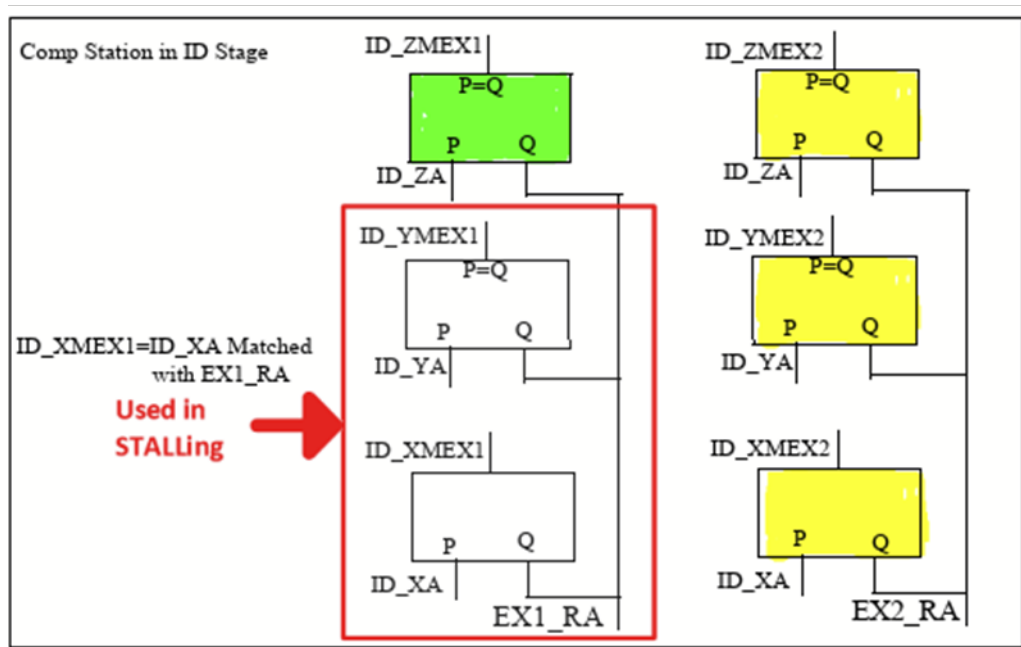 Comp Station in ID Stage
ID_ZMEX1
P=Q
P Q
ID_ZA
ID_ZMEX2
P=Q
P Q
ID_ZA
ID_YMEX1
P=Q
P Q
ID_YA
ID_YMEX2
P=Q
P Q
ID_YA
ID_XMEX1=ID_XA Matched
with EX1_RA
Used in
STALLing
ID_XMEX1
P Q
ID_XA
EX1_RA
ID_XMEX2
P Q
ID_XA
EX2_RA